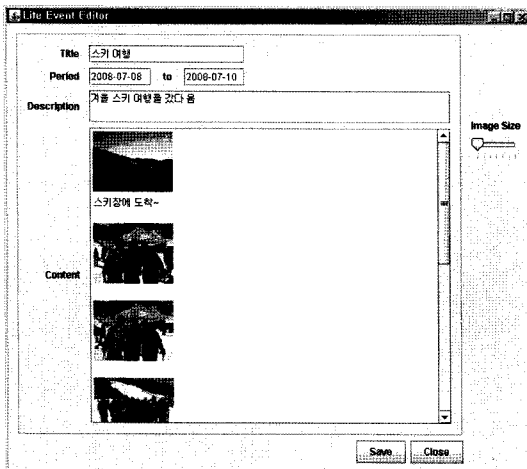 Life Event Editor
Title 스키 여행
Period 2008-07-08 to 2008-07-10
Description 겨울 스키 여행을 갔다 옴
Image Size
스키장에 도착~
Content
Save Close